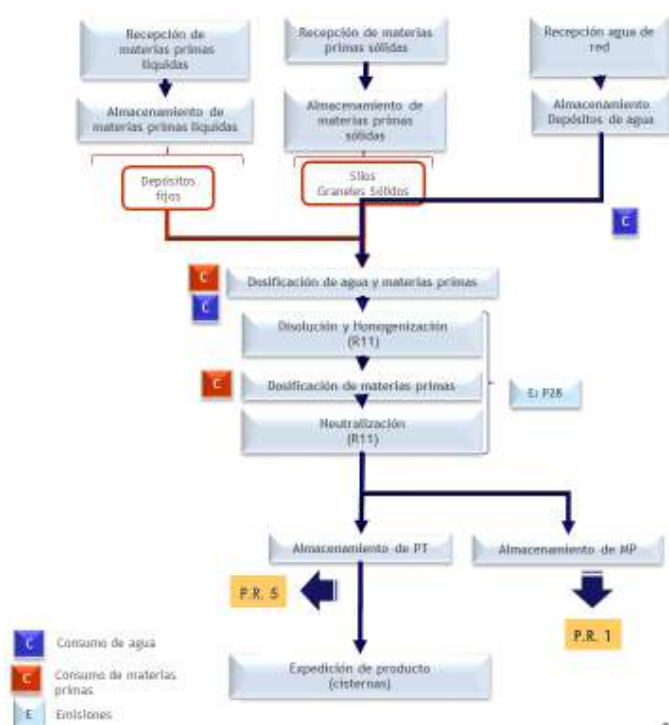 Recepción de
materias primas
líquidas
Recepción de materias
primas sólidas
Recepción agua de
red
Almacenamiento de
materias primas líquidas
Almacenamiento de
materias primas
sólidas
Almacenamiento
Depósitos de agua
Depósitos
fijos
Silos
Graneles Sólidos
C
C
Dosificación de agua y materias primas
C
Disolución y Homogenización
(R11)
C
Dosificación de materias primas
E: P28
Neutralización
(R11)
Almacenamiento de PT
Almacenamiento de MP
P.R. 5
P.R. 1
Expedición de producto
(cisternas)
C
Consumo de agua
C
Consumo de materias
primas
E
Emisiones